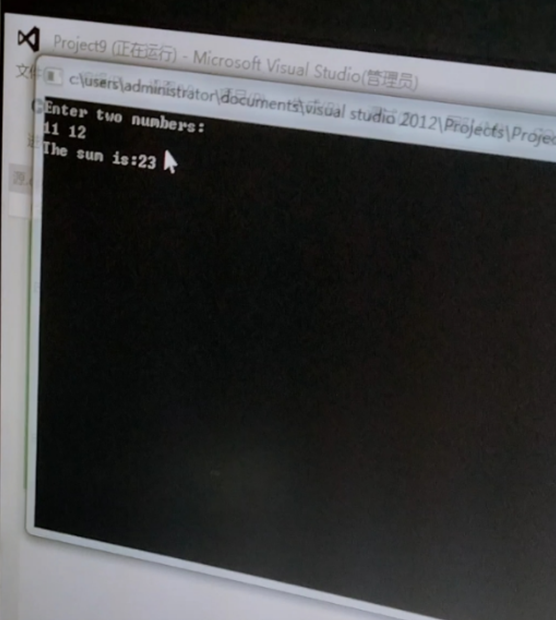 Project9 (正在运行) - Microsoft Visual Studio(管理员)
c:\users\administrator\documents\visual studio 2012\Projects\Projec
Enter two numbers:
11 12
The sum is:23